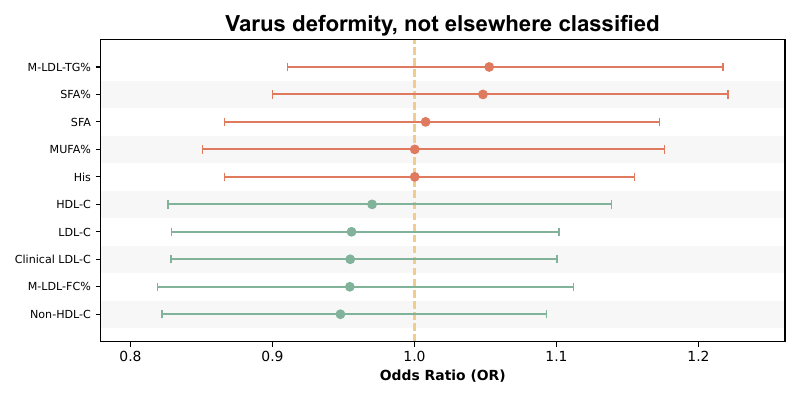 Varus deformity, not elsewhere classified
M-LDL-TG%
SFA%
SFA
MUFA%
His
HDL-C
LDL-C
Clinical LDL-C
M-LDL-FC%
Non-HDL-C
0.8 0.9 1.0 1.1 1.2
Odds Ratio (OR)